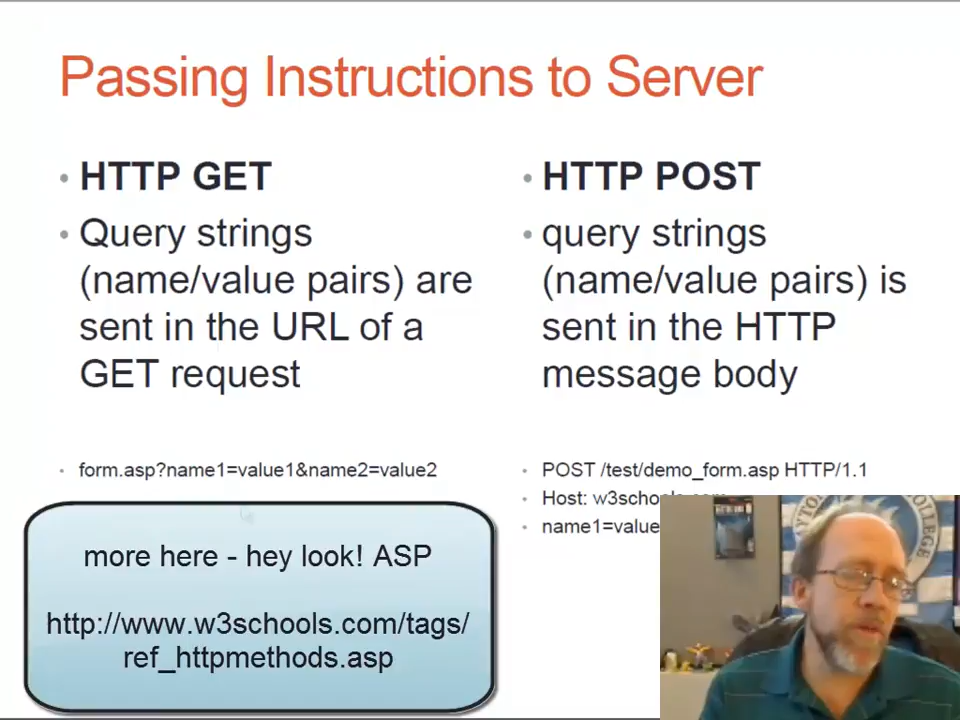 Passing Instructions to Server
• HTTP GET
• Query strings
(name/value pairs) are
sent in the URL of a
GET request
• form.asp?name1=value1&name2=value2
• HTTP POST
• query strings
(name/value pairs) is
sent in the HTTP
message body
• POST /test/demo_form.asp HTTP/1.1
• Host: w3schools.com
• name1=value
more here - hey look! ASP
http://www.w3schools.com/tags/
ref_httpmethods.asp
COLLEGE